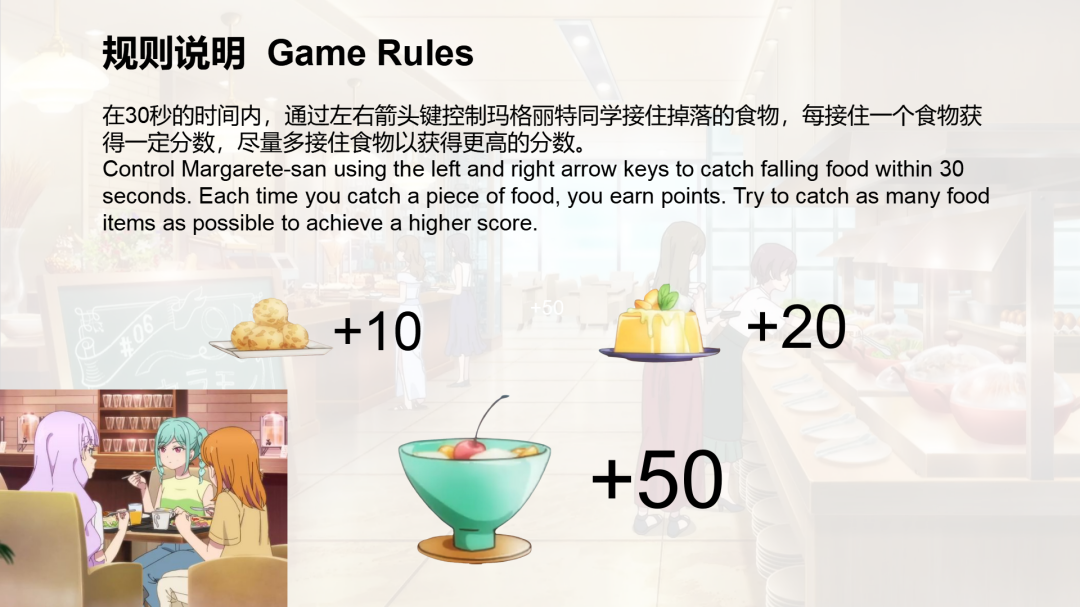 规则说明 Game Rules
在30秒的时间内，通过左右箭头键控制玛格丽特同学接住掉落的食物，每接住一个食物获
得一定分数，尽量多接住食物以获得更高的分数。
Control Margarete-san using the left and right arrow keys to catch falling food within 30
seconds. Each time you catch a piece of food, you earn points. Try to catch as many food
items as possible to achieve a higher score.
+50
+10
+20
#06
+50